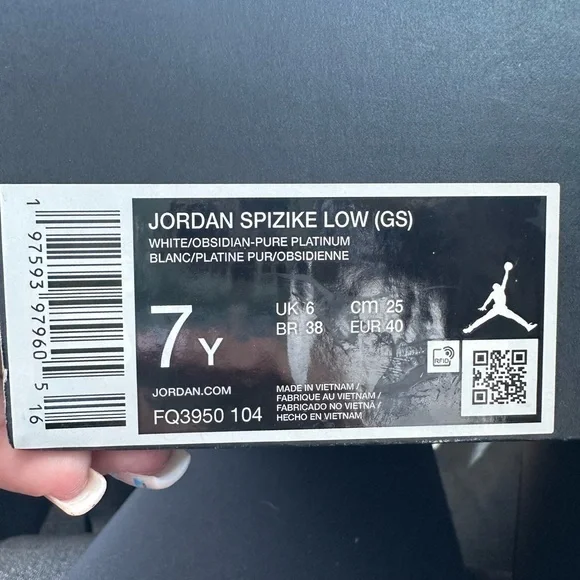 JORDAN SPIZIKE LOW (GS)
WHITE/OBSIDIAN-PURE PLATINUM
BLANC/PLATINE PUR/OBSIDIENNE
7 Y
UK 6 cm 25
BR 38 EUR 40
JORDAN.COM
FQ3950 104
MADE IN VIETNAM /
FABRIQUE AU VIETNAM /
FABRICADO NO VIETNÃ /
HECHO EN VIETNAM
RFID
1 97593 97960 5 16